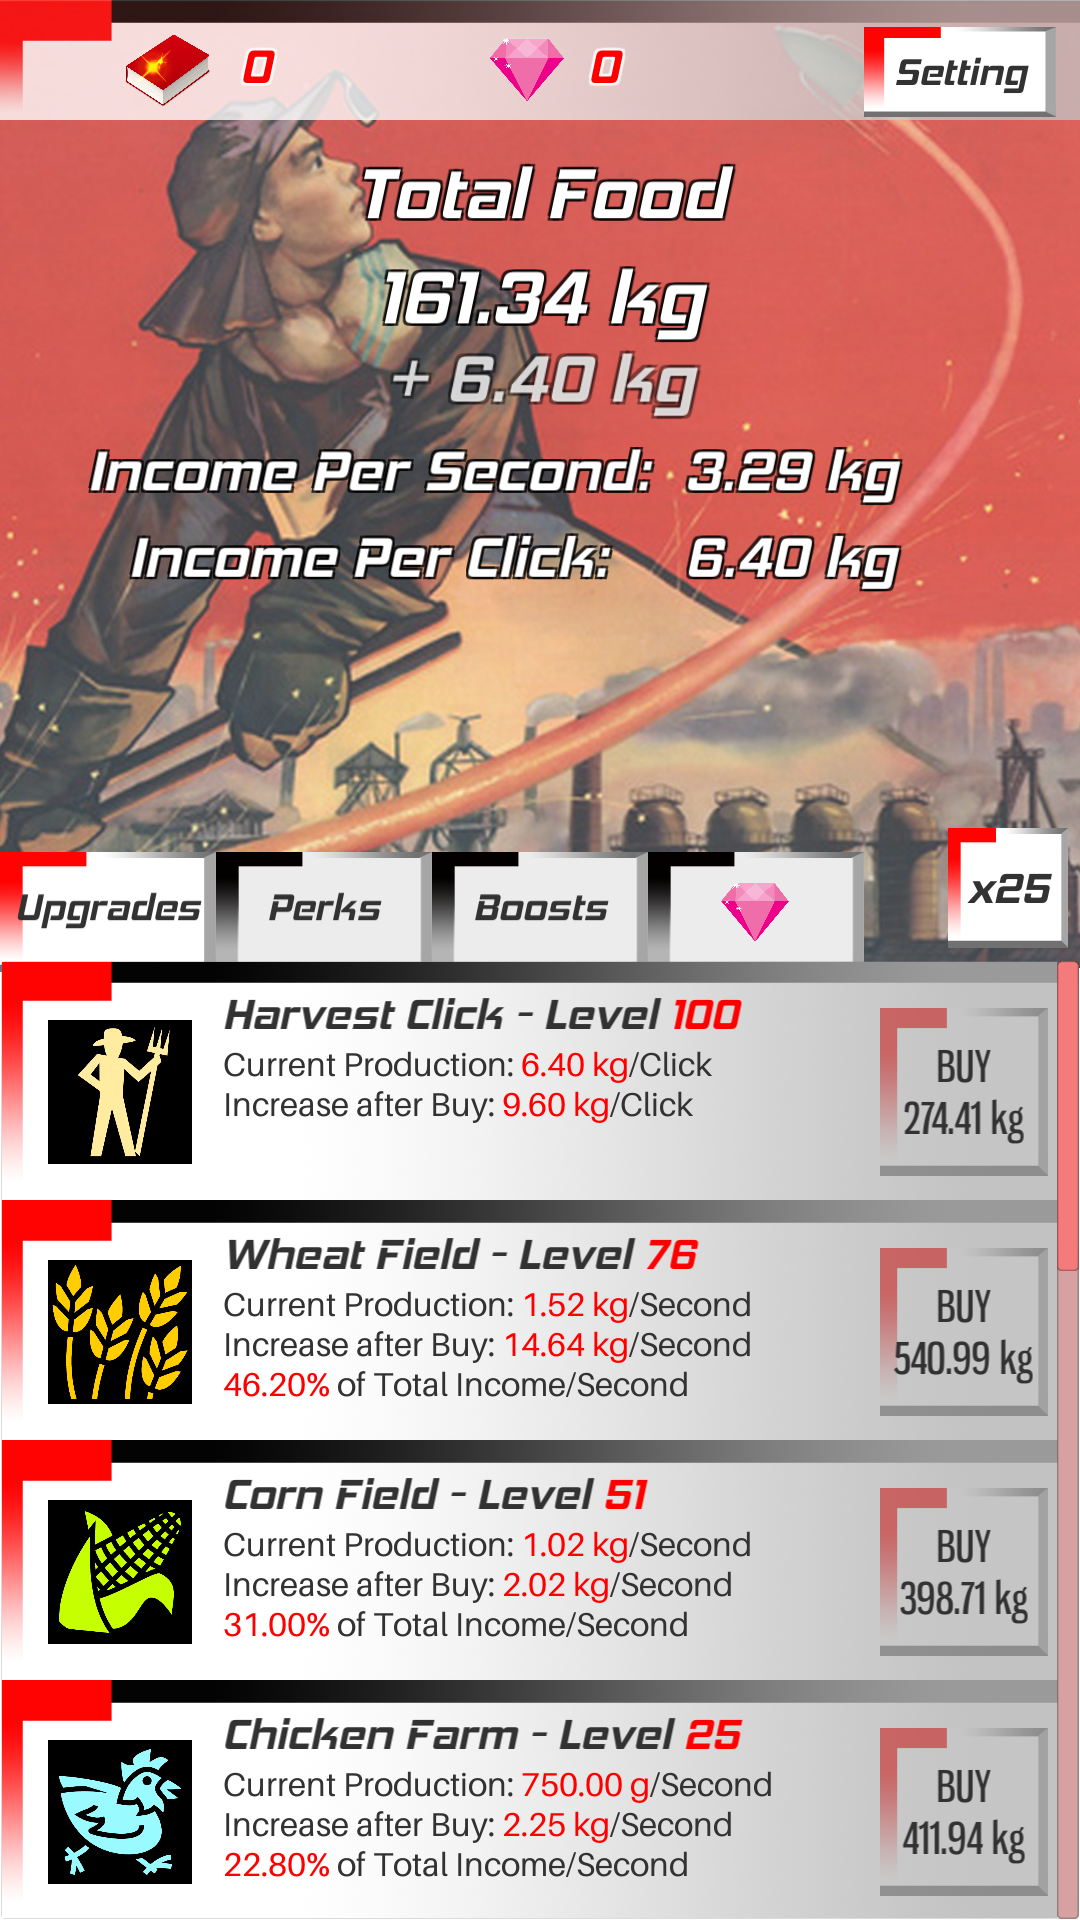 0
0
Setting
Total Food
161.34 kg
+ 6.40 kg
Income Per Second: 3.29 kg
Income Per Click: 6.40 kg
Upgrades
Perks
Boosts
x25
Harvest Click - Level 100
Current Production: 6.40 kg/Click
Increase after Buy: 9.60 kg/Click
BUY
274.41 kg
Wheat Field - Level 76
Current Production: 1.52 kg/Second
Increase after Buy: 14.64 kg/Second
46.20% of Total Income/Second
BUY
540.99 kg
Corn Field - Level 51
Current Production: 1.02 kg/Second
Increase after Buy: 2.02 kg/Second
31.00% of Total Income/Second
BUY
398.71 kg
Chicken Farm - Level 25
Current Production: 750.00 g/Second
Increase after Buy: 2.25 kg/Second
22.80% of Total Income/Second
BUY
411.94 kg